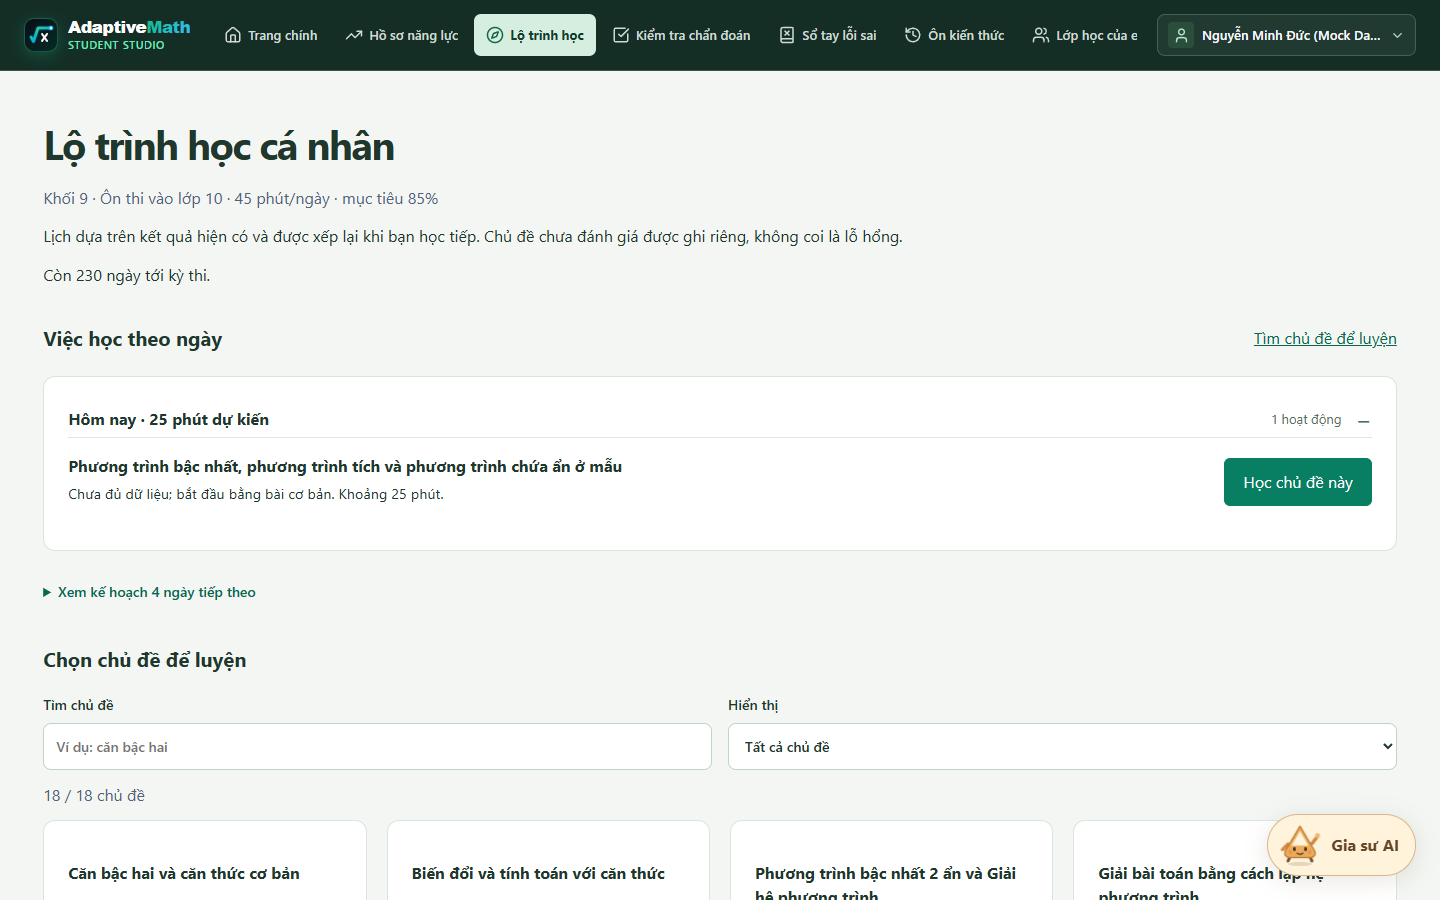 AdaptiveMath
STUDENT STUDIO
Trang chính
Hồ sơ năng lực
Lộ trình học
Kiểm tra chẩn đoán
Sổ tay lỗi sai
Ôn kiến thức
Lớp học của e
Nguyễn Minh Đức (Mock Da...
Lộ trình học cá nhân
Khối 9 · Ôn thi vào lớp 10 · 45 phút/ngày · mục tiêu 85%
Lịch dựa trên kết quả hiện có và được xếp lại khi bạn học tiếp. Chủ đề chưa đánh giá được ghi riêng, không coi là lỗ hổng.
Còn 230 ngày tới kỳ thi.
Việc học theo ngày
Tìm chủ đề để luyện
Hôm nay · 25 phút dự kiến
1 hoạt động
Phương trình bậc nhất, phương trình tích và phương trình chứa ẩn ở mẫu
Chưa đủ dữ liệu; bắt đầu bằng bài cơ bản. Khoảng 25 phút.
Học chủ đề này
Xem kế hoạch 4 ngày tiếp theo
Chọn chủ đề để luyện
Tìm chủ đề
Hiển thị
Ví dụ: căn bậc hai
Tất cả chủ đề
18 / 18 chủ đề
Căn bậc hai và căn thức cơ bản
Biến đổi và tính toán với căn thức
Phương trình bậc nhất 2 ẩn và Giải
hệ phương trình
Giải bài toán bằng cách lập hệ
phương trình
Gia sư AI